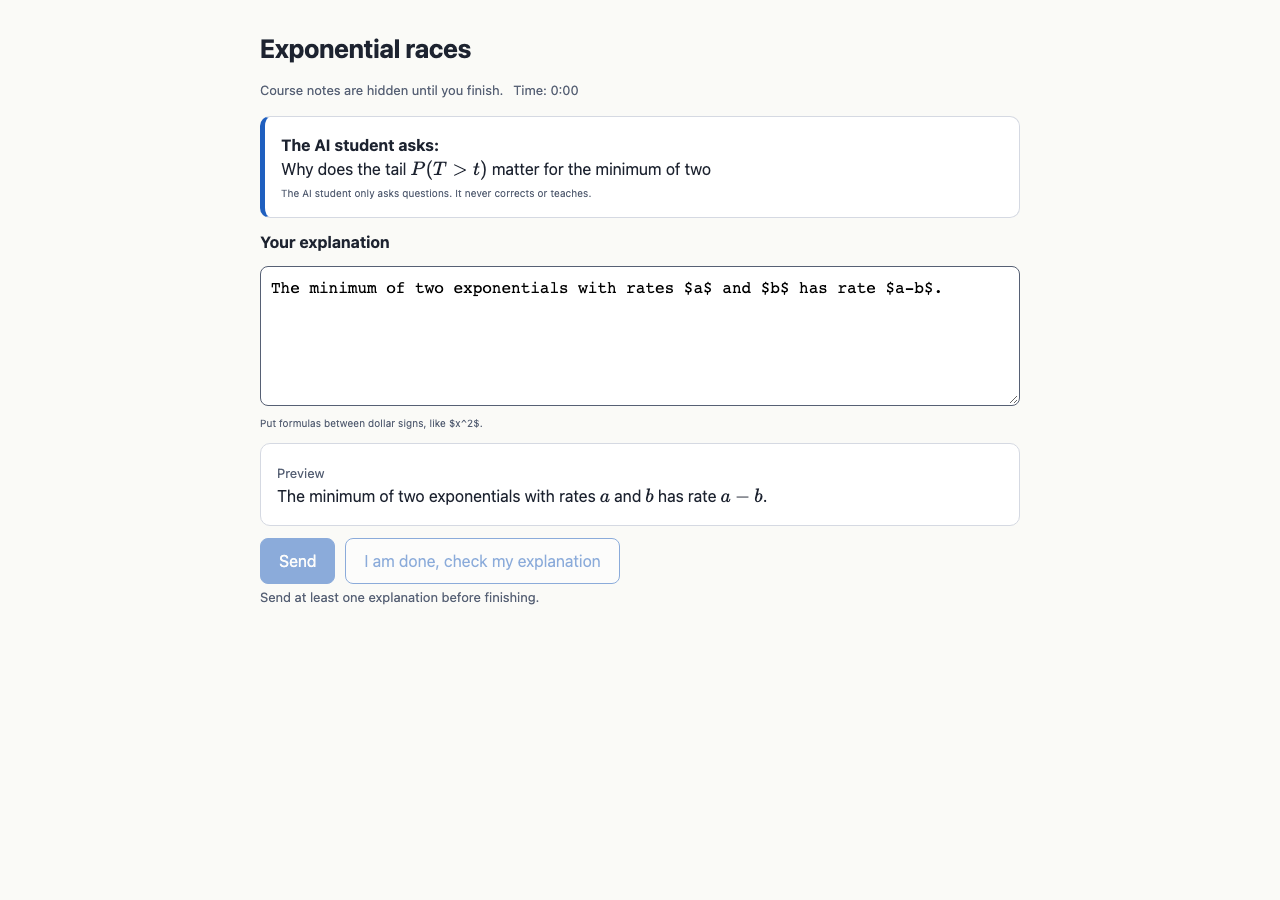 Exponential races
Course notes are hidden until you finish. Time: 0:00
The AI student asks:
Why does the tail P(T > t) matter for the minimum of two
The AI student only asks questions. It never corrects or teaches.
Your explanation
The minimum of two exponentials with rates $a$ and $b$ has rate $a-b$.
Put formulas between dollar signs, like $x^2$.
Preview
The minimum of two exponentials with rates a and b has rate a − b.
Send I am done, check my explanation
Send at least one explanation before finishing.